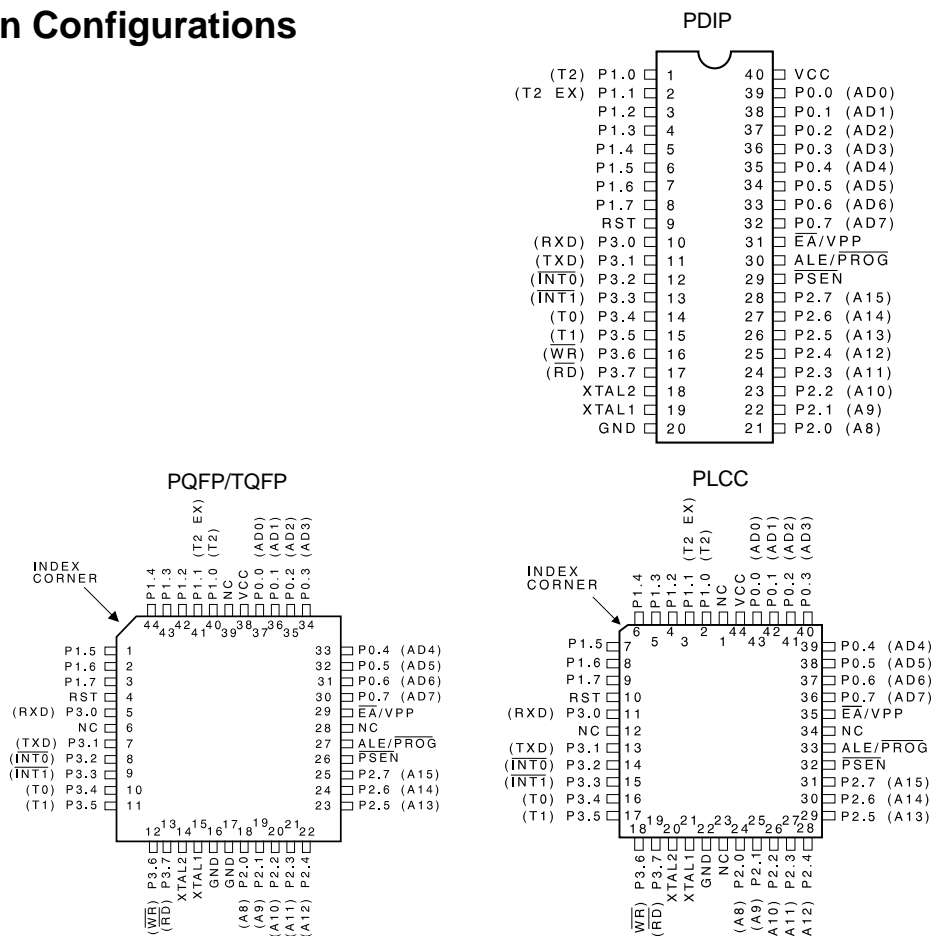 n Configurations
PDIP
(T2) P1.0 1 40 VCC
(T2 EX) P1.1 2 39 P0.0 (AD0)
P1.2 3 38 P0.1 (AD1)
P1.3 4 37 P0.2 (AD2)
P1.4 5 36 P0.3 (AD3)
P1.5 6 35 P0.4 (AD4)
P1.6 7 34 P0.5 (AD5)
P1.7 8 33 P0.6 (AD6)
RST 9 32 P0.7 (AD7)
(RXD) P3.0 10 31 EA/VPP
(TXD) P3.1 11 30 ALE/PROG
(INT0) P3.2 12 29 PSEN
(INT1) P3.3 13 28 P2.7 (A15)
(T0) P3.4 14 27 P2.6 (A14)
(T1) P3.5 15 26 P2.5 (A13)
(WR) P3.6 16 25 P2.4 (A12)
(RD) P3.7 17 24 P2.3 (A11)
XTAL2 18 23 P2.2 (A10)
XTAL1 19 22 P2.1 (A9)
GND 20 21 P2.0 (A8)
PQFP/TQFP
INDEX
CORNER
P1.4
P1.3
P1.2
P1.1 (T2 EX)
P1.0 (T2)
NC
VCC
P0.0 (AD0)
P0.1 (AD1)
P0.2 (AD2)
P0.3 (AD3)
44 43 42 41 40 39 38 37 36 35 34
P1.5 1 33 P0.4 (AD4)
P1.6 2 32 P0.5 (AD5)
P1.7 3 31 P0.6 (AD6)
RST 4 30 P0.7 (AD7)
(RXD) P3.0 5 29 EA/VPP
NC 6 28 NC
(TXD) P3.1 7 27 ALE/PROG
(INT0) P3.2 8 26 PSEN
(INT1) P3.3 9 25 P2.7 (A15)
(T0) P3.4 10 24 P2.6 (A14)
(T1) P3.5 11 23 P2.5 (A13)
12 13 14 15 16 17 18 19 20 21 22
(WR) P3.6
(RD) P3.7
XTAL2
XTAL1
GND
GND
(A8) P2.0
(A9) P2.1
(A10) P2.2
(A11) P2.3
(A12) P2.4
PLCC
INDEX
CORNER
P1.4
P1.3
P1.2
P1.1 (T2 EX)
P1.0 (T2)
NC
VCC
P0.0 (AD0)
P0.1 (AD1)
P0.2 (AD2)
P0.3 (AD3)
6 5 4 3 2 1 44 43 42 41 40
P1.5 7 39 P0.4 (AD4)
P1.6 8 38 P0.5 (AD5)
P1.7 9 37 P0.6 (AD6)
RST 10 36 P0.7 (AD7)
(RXD) P3.0 11 35 EA/VPP
NC 12 34 NC
(TXD) P3.1 13 33 ALE/PROG
(INT0) P3.2 14 32 PSEN
(INT1) P3.3 15 31 P2.7 (A15)
(T0) P3.4 16 30 P2.6 (A14)
(T1) P3.5 17 29 P2.5 (A13)
18 19 20 21 22 23 24 25 26 27 28
(WR) P3.6
(RD) P3.7
XTAL2
XTAL1
GND
NC
(A8) P2.0
(A9) P2.1
A10) P2.2
A11) P2.3
A12) P2.4